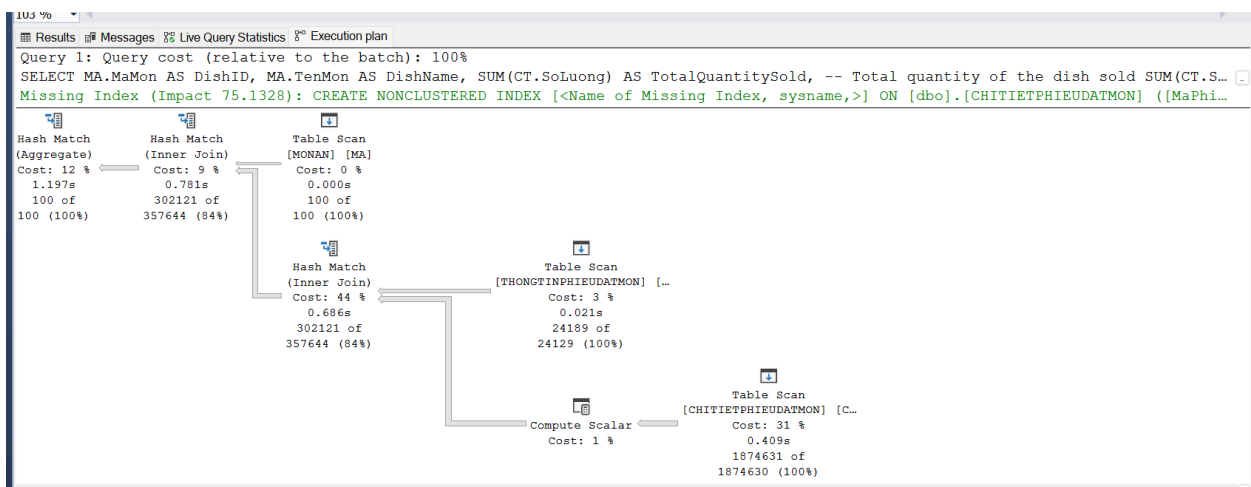 103 %
Results Messages Live Query Statistics Execution plan
Query 1: Query cost (relative to the batch): 100%
SELECT MA.MaMon AS DishID, MA.TenMon AS DishName, SUM(CT.SoLuong) AS TotalQuantitySold, -- Total quantity of the dish sold SUM(CT.S…
Missing Index (Impact 75.1328): CREATE NONCLUSTERED INDEX [<Name of Missing Index, sysname,>] ON [dbo].[CHITIETPHIEUDATMON] ([MaPhi…
Hash Match
(Aggregate)
Cost: 12 %
1.197s
100 of
100 (100%)
Hash Match
(Inner Join)
Cost: 9 %
0.781s
302121 of
357644 (84%)
Table Scan
[MONAN] [MA]
Cost: 0 %
0.000s
100 of
100 (100%)
Hash Match
(Inner Join)
Cost: 44 %
0.686s
302121 of
357644 (84%)
Table Scan
[THONGTINPHIEUDATMON] […
Cost: 3 %
0.021s
24189 of
24129 (100%)
Compute Scalar
Cost: 1 %
Table Scan
[CHITIETPHIEUDATMON] [C…
Cost: 31 %
0.409s
1874631 of
1874630 (100%)